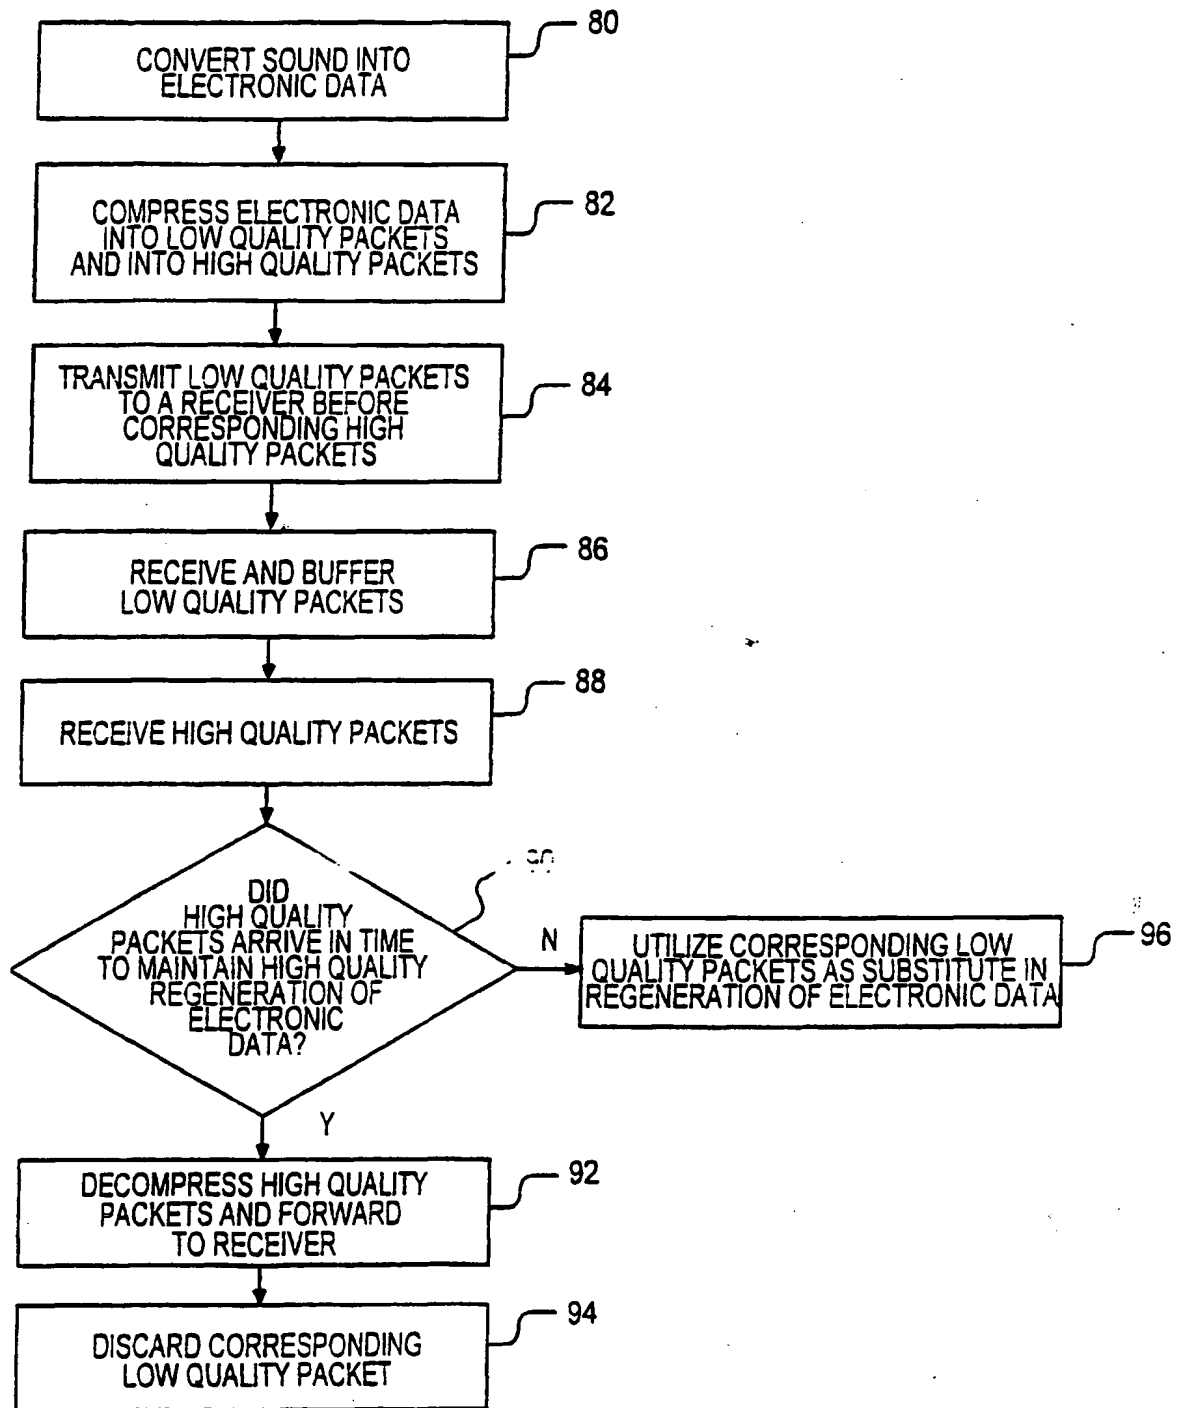 80
CONVERT SOUND INTO
ELECTRONIC DATA
82
COMPRESS ELECTRONIC DATA
INTO LOW QUALITY PACKETS
AND INTO HIGH QUALITY PACKETS
84
TRANSMIT LOW QUALITY PACKETS
TO A RECEIVER BEFORE
CORRESPONDING HIGH
QUALITY PACKETS
86
RECEIVE AND BUFFER
LOW QUALITY PACKETS
88
RECEIVE HIGH QUALITY PACKETS
DID
HIGH QUALITY
PACKETS ARRIVE IN TIME
TO MAINTAIN HIGH QUALITY
REGENERATION OF
ELECTRONIC
DATA?
N
96
UTILIZE CORRESPONDING LOW
QUALITY PACKETS AS SUBSTITUTE IN
REGENERATION OF ELECTRONIC DATA
Y
92
DECOMPRESS HIGH QUALITY
PACKETS AND FORWARD
TO RECEIVER
94
DISCARD CORRESPONDING
LOW QUALITY PACKET